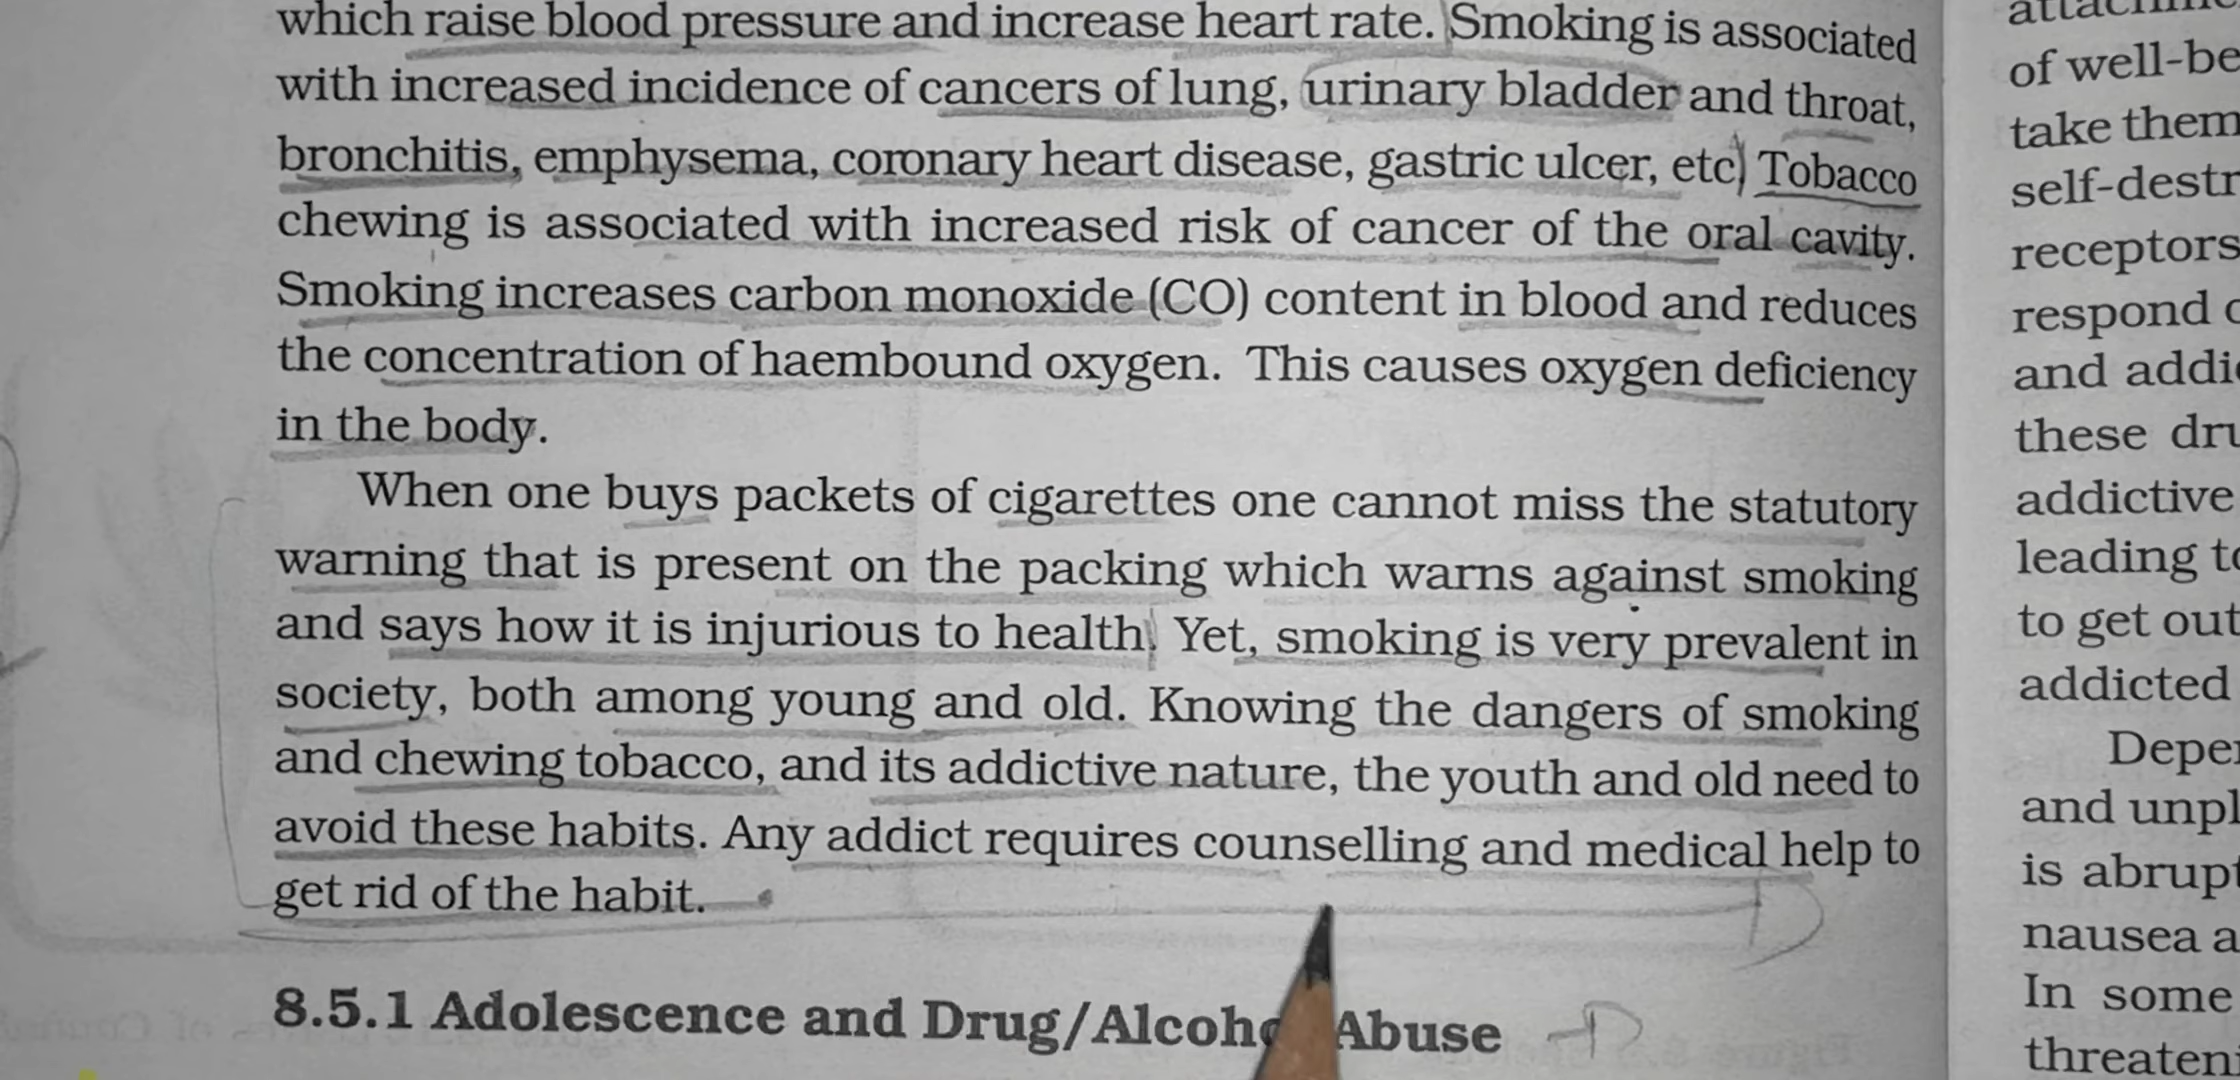 which raise blood pressure and increase heart rate. Smoking is associated
with increased incidence of cancers of lung, urinary bladder and throat,
bronchitis, emphysema, coronary heart disease, gastric ulcer, etc. Tobacco
chewing is associated with increased risk of cancer of the oral cavity.
Smoking increases carbon monoxide (CO) content in blood and reduces
the concentration of haembound oxygen. This causes oxygen deficiency
in the body.
When one buys packets of cigarettes one cannot miss the statutory
warning that is present on the packing which warns against smoking
and says how it is injurious to health. Yet, smoking is very prevalent in
society, both among young and old. Knowing the dangers of smoking
and chewing tobacco, and its addictive nature, the youth and old need to
avoid these habits. Any addict requires counselling and medical help to
get rid of the habit.
8.5.1 Adolescence and Drug/Alcoho Abuse
of well-be
take them
self-destr
receptors
respond
and addi
these dru
addictive
leading to
to get out
addicted
Depe
and unpl
is abrupt
nausea a
In some
threateni